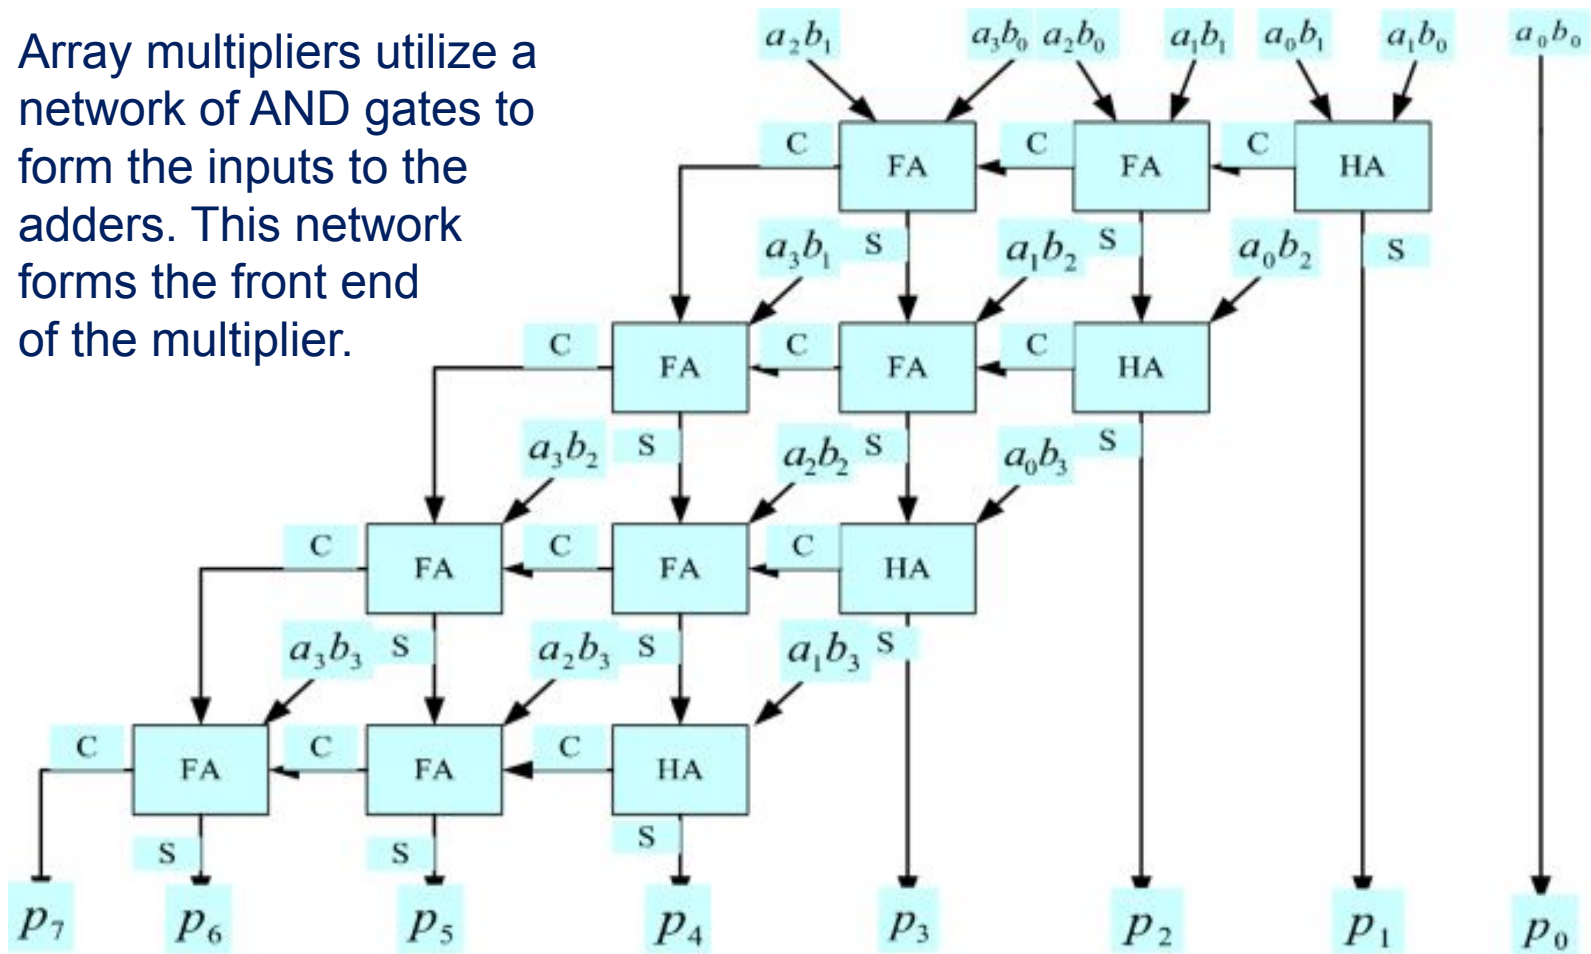 Array multipliers utilize a
network of AND gates to
form the inputs to the
adders. This network
forms the front end
of the multiplier.
a₂b₁ a₃b₀ a₂b₀ a₁b₁ a₀b₁ a₁b₀ a₀b₀
C FA C FA C HA
a₃b₁ S a₁b₂ S a₀b₂ S
C FA C FA C HA
a₃b₂ S a₂b₂ S a₀b₃ S
C FA C FA C HA
a₃b₃ S a₂b₃ S a₁b₃ S
C FA C FA C HA
S S S
p₇ p₆ p₅ p₄ p₃ p₂ p₁ p₀